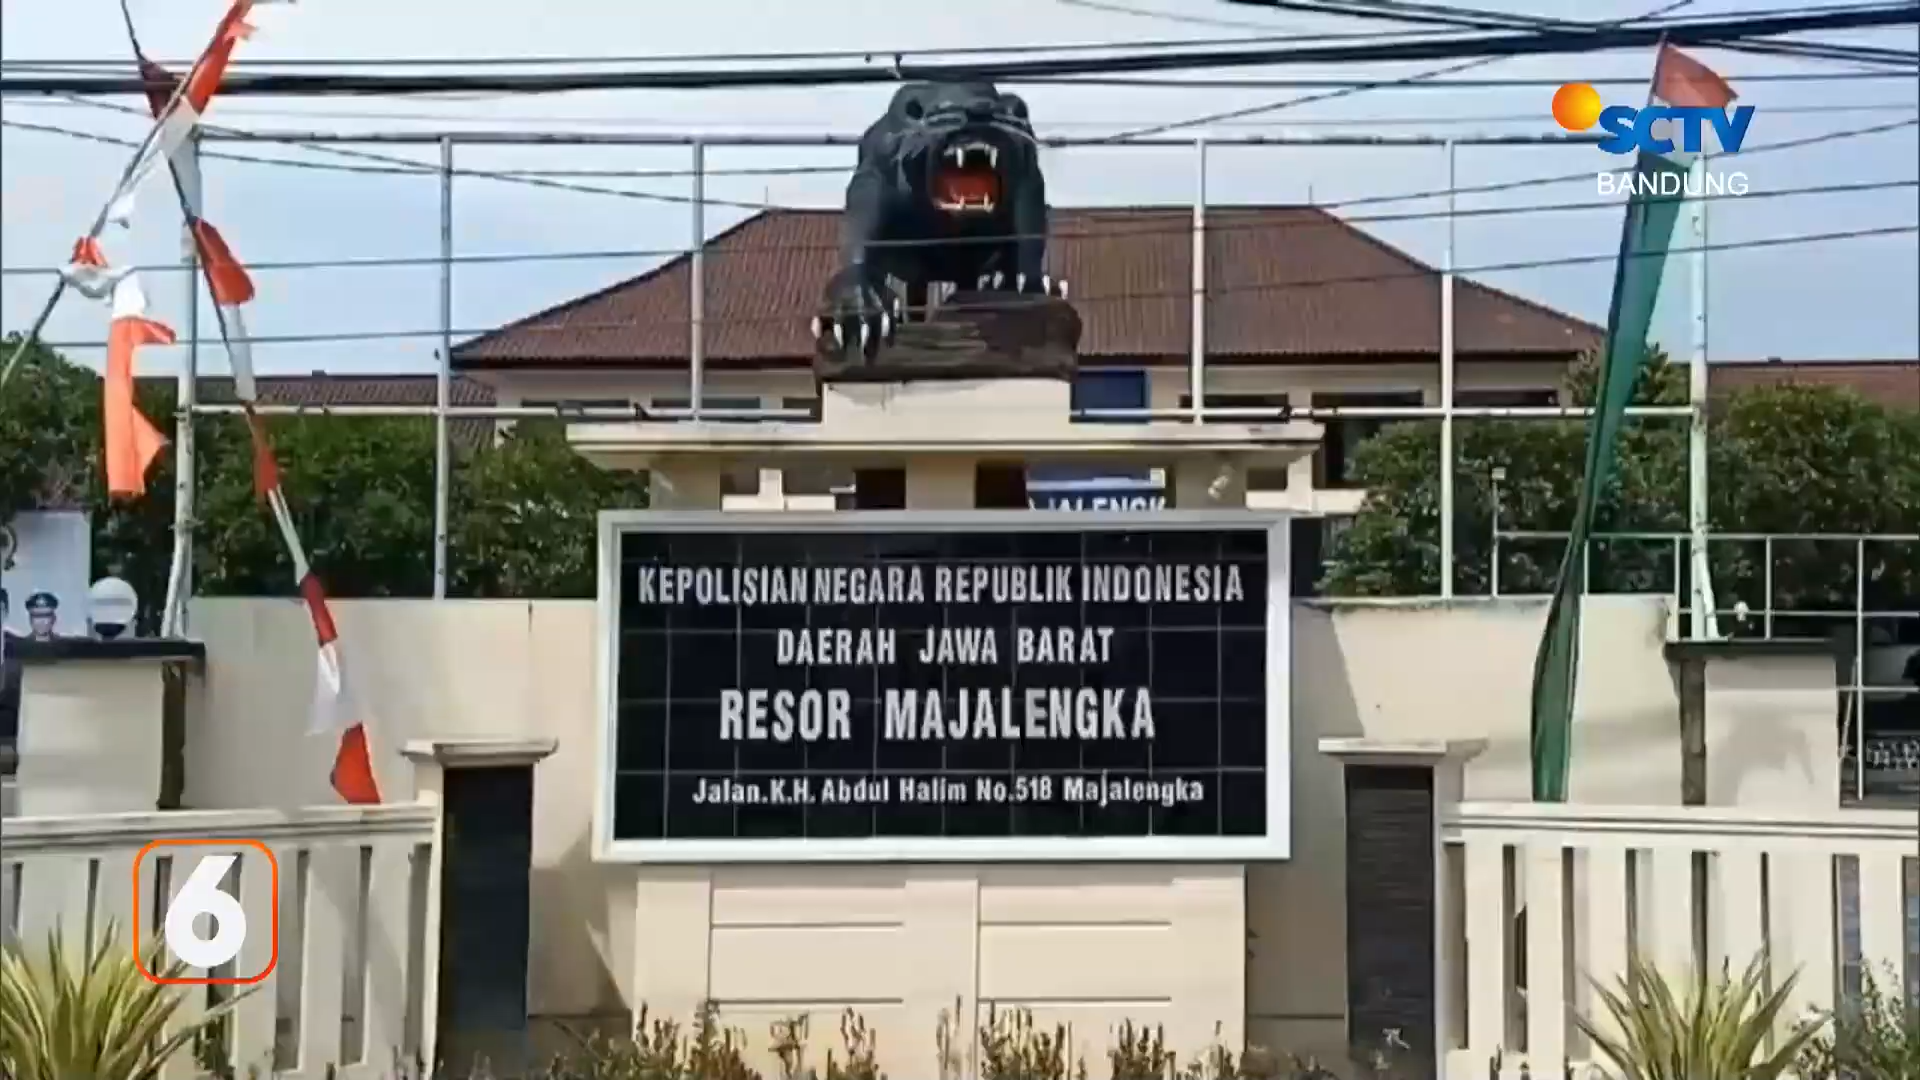 SCTV
BANDUNG
KEPOLISIAN NEGARA REPUBLIK INDONESIA
DAERAH JAWA BARAT
RESOR MAJALENGKA
Jalan.K.H. Abdul Halim No.518 Majalengka
6